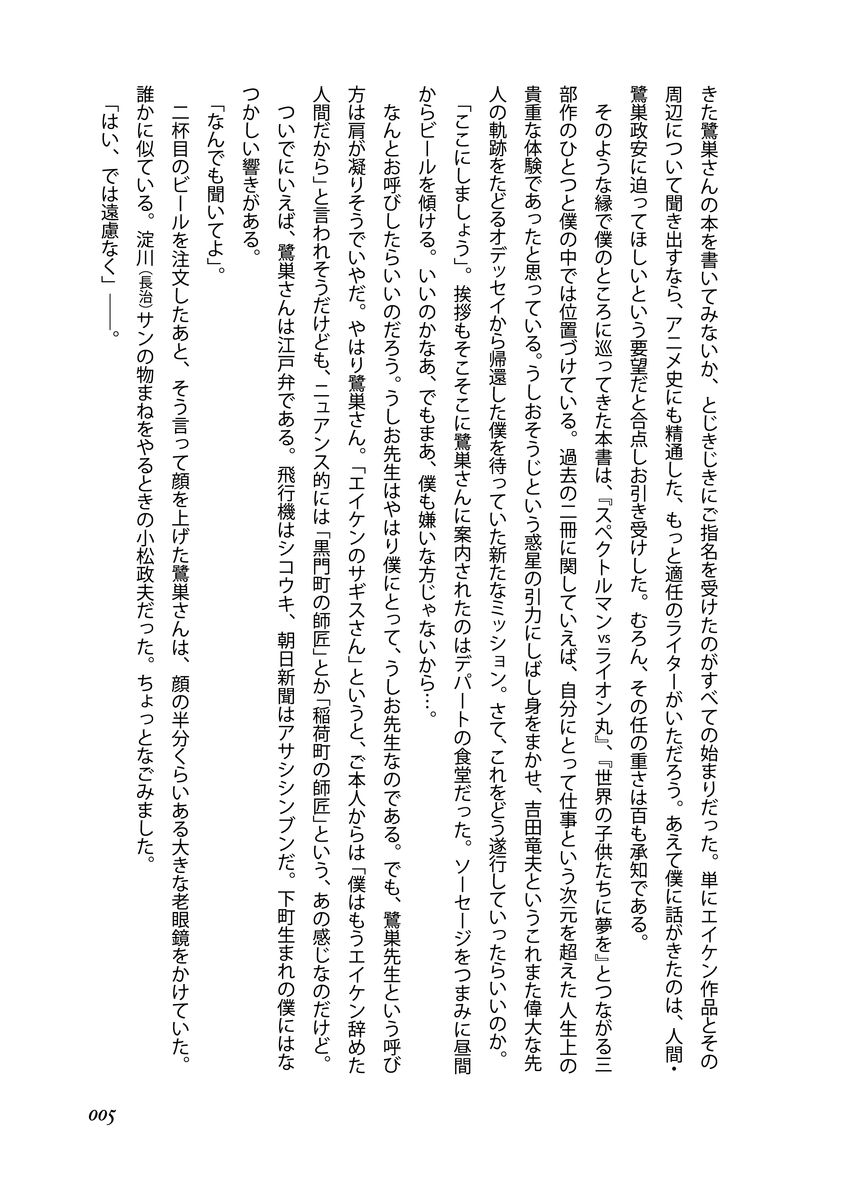 きた鷺巣さんの本を書いてみないか、とじきじきにご指名を受けたのがすべての始まりだった。単にエイケン作品とその
周辺について聞き出すなら、アニメ史にも精通した、もっと適任のライターがいただろう。あえて僕に話がきたのは、人間・
鷺巣政安に迫ってほしいという要望だと合点しお引き受けした。むろん、その任の重さは百も承知である。
そのような縁で僕のところに巡ってきた本書は、『スペクトルマンvsライオン丸』、『世界の子供たちに夢を』とつながる三
部作のひとつと僕の中では位置づけている。過去の二冊に関していえば、自分にとって仕事という次元を超えた人生上の
貴重な体験であったと思っている。うしおそうじという惑星の引力にしばし身をまかせ、吉田竜夫というこれまた偉大な先
人の軌跡をたどるオデッセイから帰還した僕を待っていた新たなミッション。さて、これをどう遂行していったらいいのか。
「ここにしましょう」。挨拶もそこそこに鷺巣さんに案内されたのはデパートの食堂だった。ソーセージをつまみに昼間
からビールを傾ける。いいのかなあ、でもまあ、僕も嫌いな方じゃないから…。
なんとお呼びしたらいいのだろう。うしお先生はやはり僕にとって、うしお先生なのである。でも、鷺巣先生という呼び
方は肩が凝りそうでいやだ。やはり鷺巣さん。「エイケンのサギスさん」というと、ご本人からは「僕はもうエイケン辞めた
人間だから」と言われそうだけども、ニュアンス的には「黒門町の師匠」とか「稲荷町の師匠」という、あの感じなのだけど。
ついでにいえば、鷺巣さんは江戸弁である。飛行機はシコウキ、朝日新聞はアサシシンブンだ。下町生まれの僕にはな
つかしい響きがある。
「なんでも聞いてよ」。
二杯目のビールを注文したあと、そう言って顔を上げた鷺巣さんは、顔の半分くらいある大きな老眼鏡をかけていた。
誰かに似ている。淀川（長治）サンの物まねをやるときの小松政夫だった。ちょっとなごみました。
「はい、では遠慮なく」――。
005